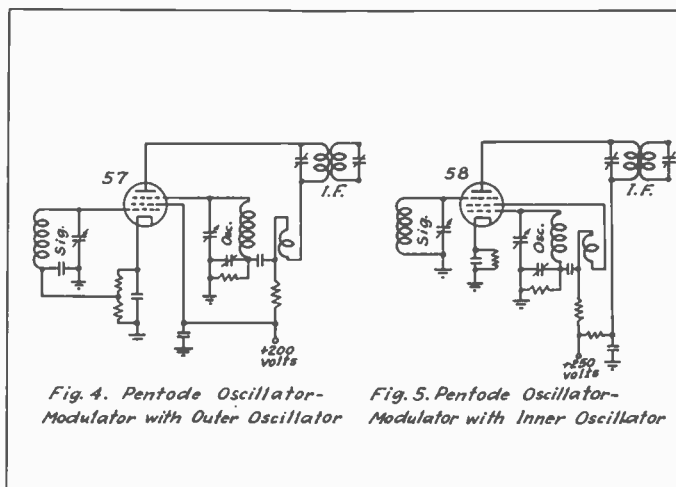 57
Sig.
Osc.
I.F.
+200
volts
Fig. 4. Pentode Oscillator-
Modulator with Outer Oscillator
58
Sig.
Osc.
I.F.
+250
volts
Fig. 5. Pentode Oscillator-
Modulator with Inner Oscillator